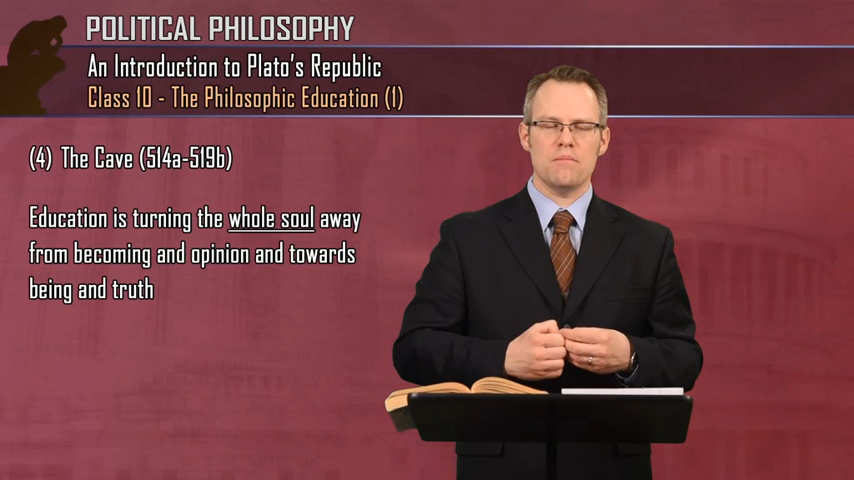 POLITICAL PHILOSOPHY
An Introduction to Plato's Republic
Class 10 - The Philosophic Education (1)
(4) The Cave (514a-519b)
Education is turning the whole soul away
from becoming and opinion and towards
being and truth